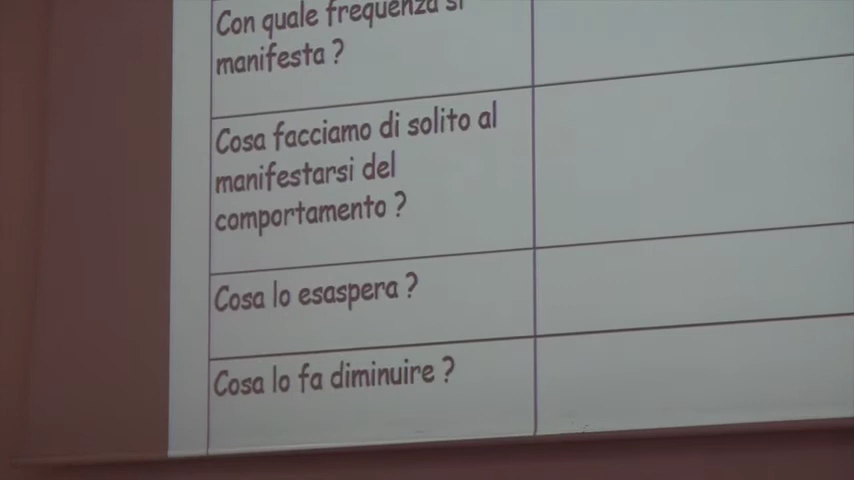 Con quale frequenza si
manifesta ?
Cosa facciamo di solito al
manifestarsi del
comportamento ?
Cosa lo esaspera ?
Cosa lo fa diminuire ?